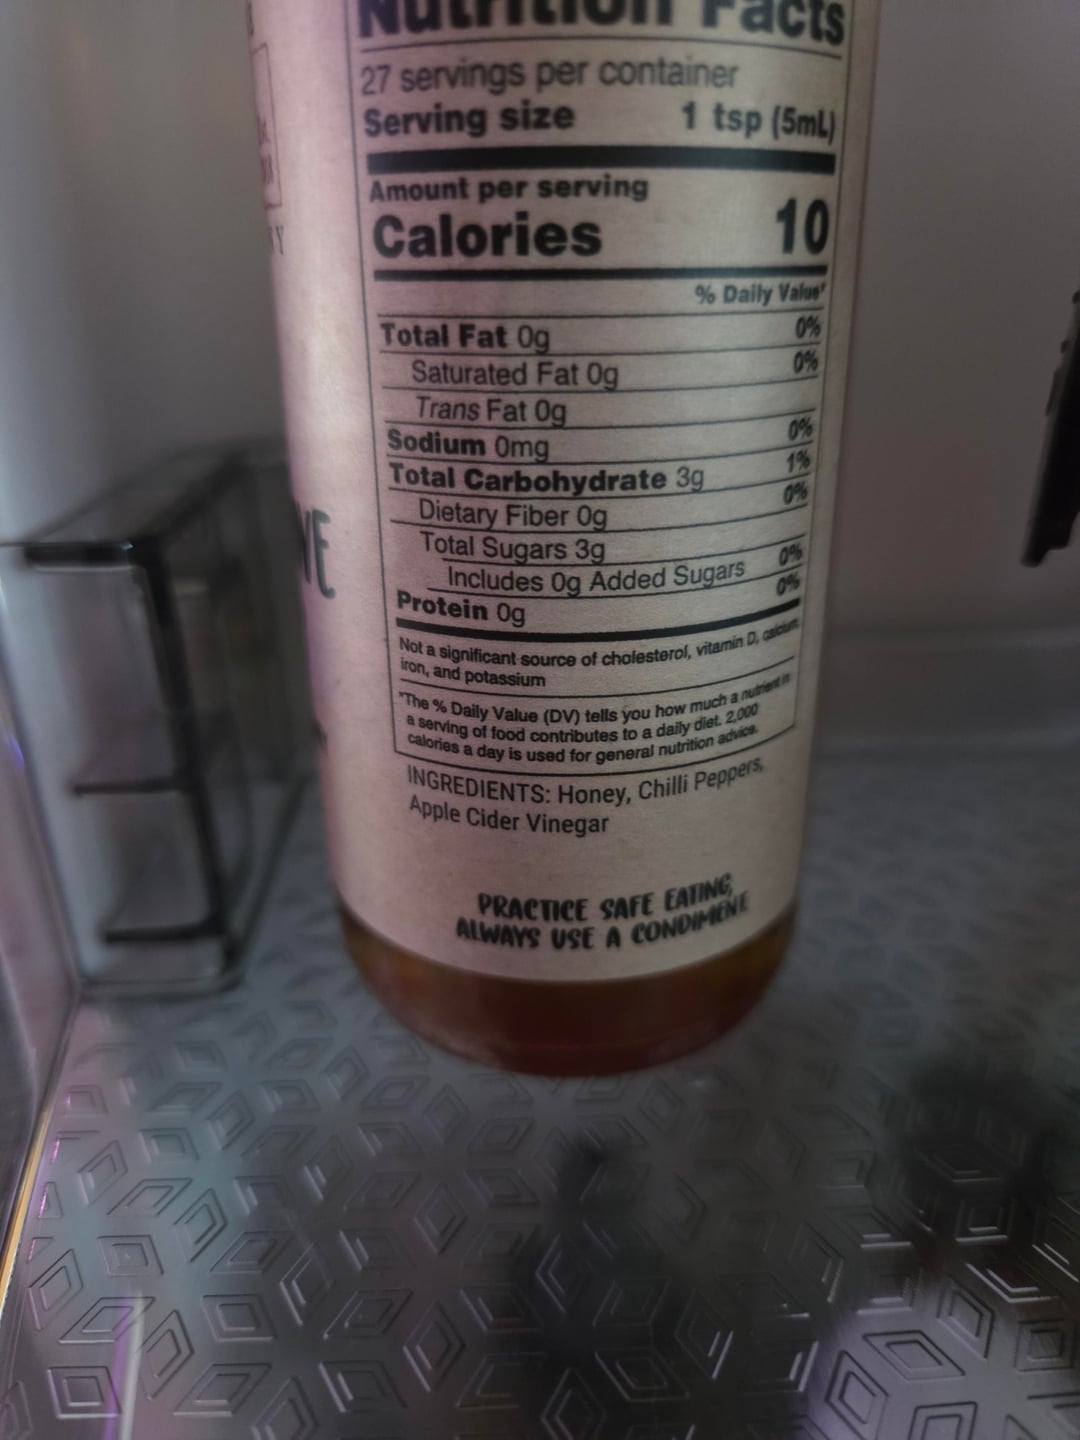 Nutrition Facts
27 servings per container
Serving size 1 tsp (5mL)
Amount per serving
Calories 10
% Daily Value*
Total Fat 0g 0%
Saturated Fat 0g 0%
Trans Fat 0g
Sodium 0mg 0%
Total Carbohydrate 3g 1%
Dietary Fiber 0g 0%
Total Sugars 3g
Includes 0g Added Sugars 0%
Protein 0g 0%
Not a significant source of cholesterol, vitamin D, calcium,
iron, and potassium
*The % Daily Value (DV) tells you how much a nutrient in
a serving of food contributes to a daily diet. 2,000
calories a day is used for general nutrition advice.
INGREDIENTS: Honey, Chilli Peppers,
Apple Cider Vinegar
PRACTICE SAFE EATING,
ALWAYS USE A CONDIMENT